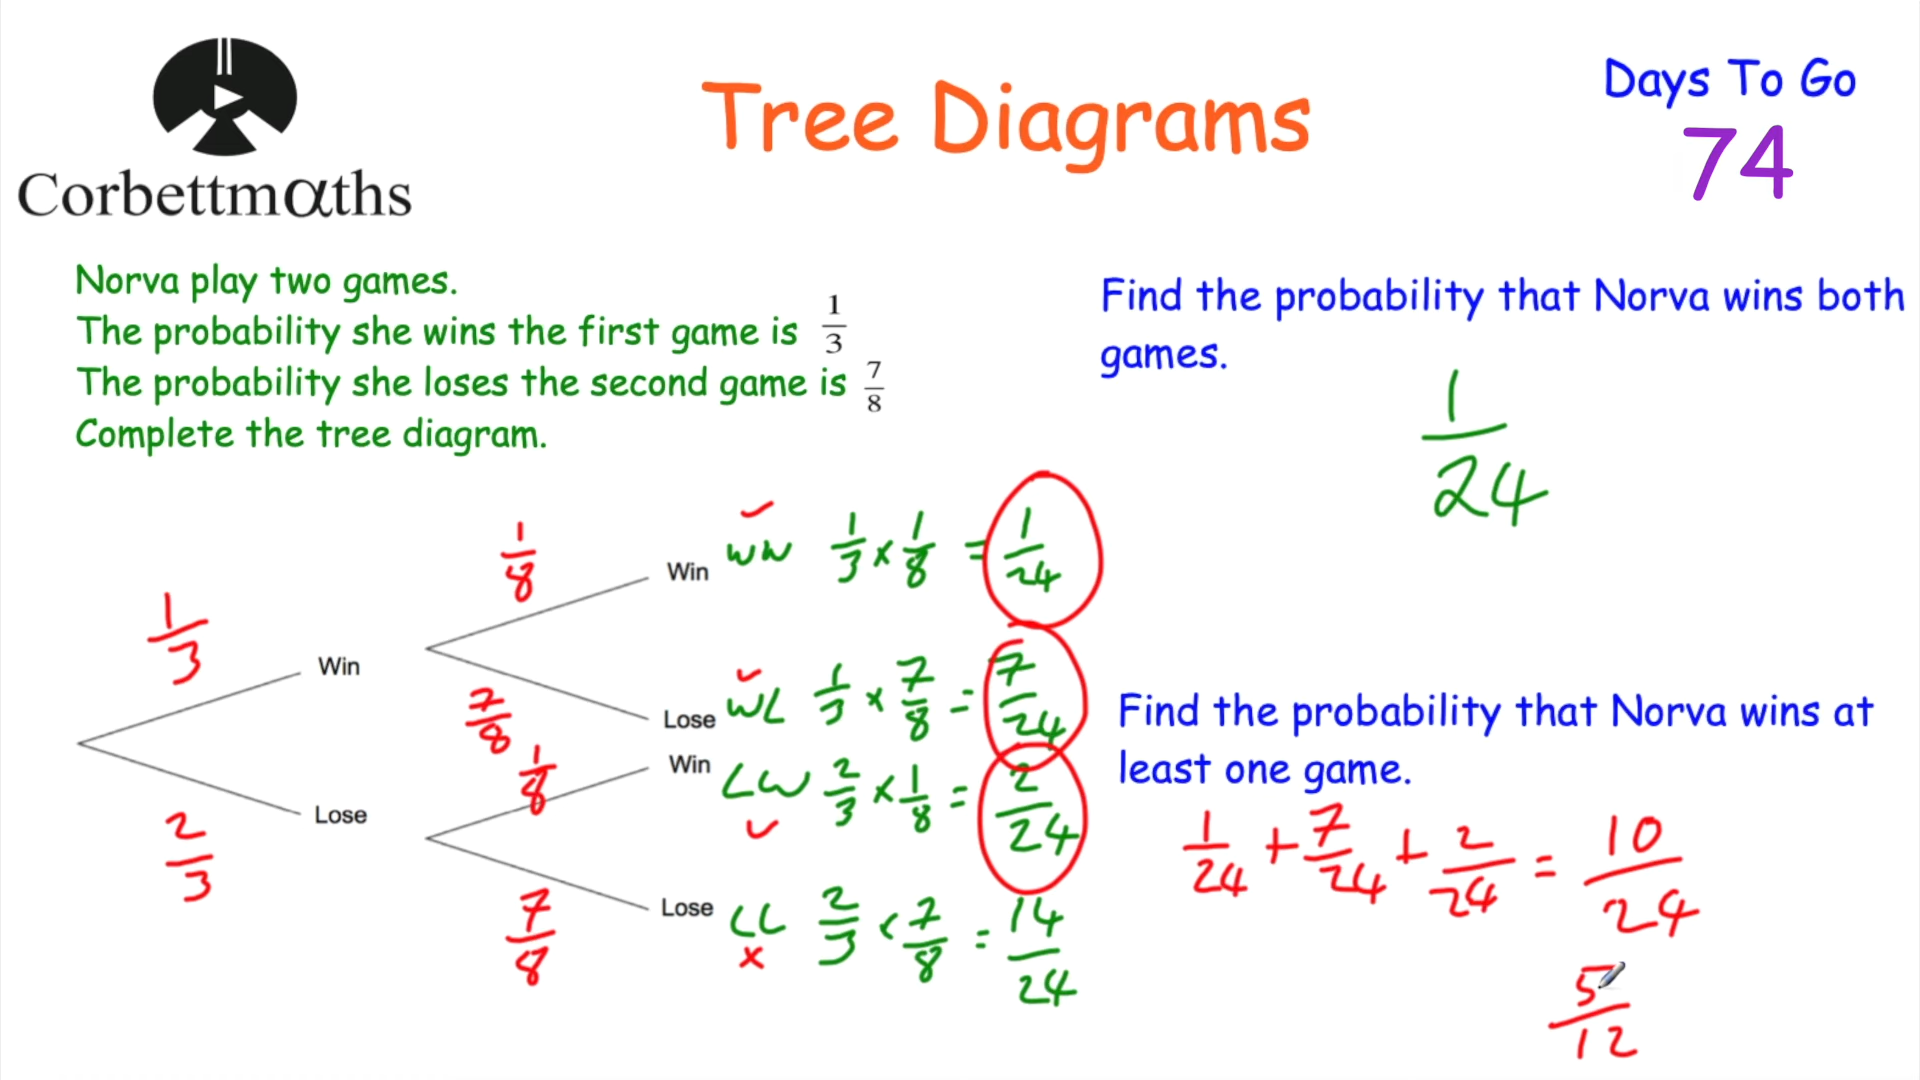 Corbettmαths
Tree Diagrams
Days To Go
74
Norva play two games.
The probability she wins the first game is 1/3
The probability she loses the second game is 7/8
Complete the tree diagram.
1/3
Win
2/3
Lose
1/8
Win
7/8
Lose
1/8
Win
7/8
Lose
WW 1/3 × 1/8 = 1/24
WL 1/3 × 7/8 = 7/24
LW 2/3 × 1/8 = 2/24
LL 2/3 × 7/8 = 14/24
Find the probability that Norva wins both
games.
1/24
Find the probability that Norva wins at
least one game.
1/24 + 7/24 + 2/24 = 10/24
5/12